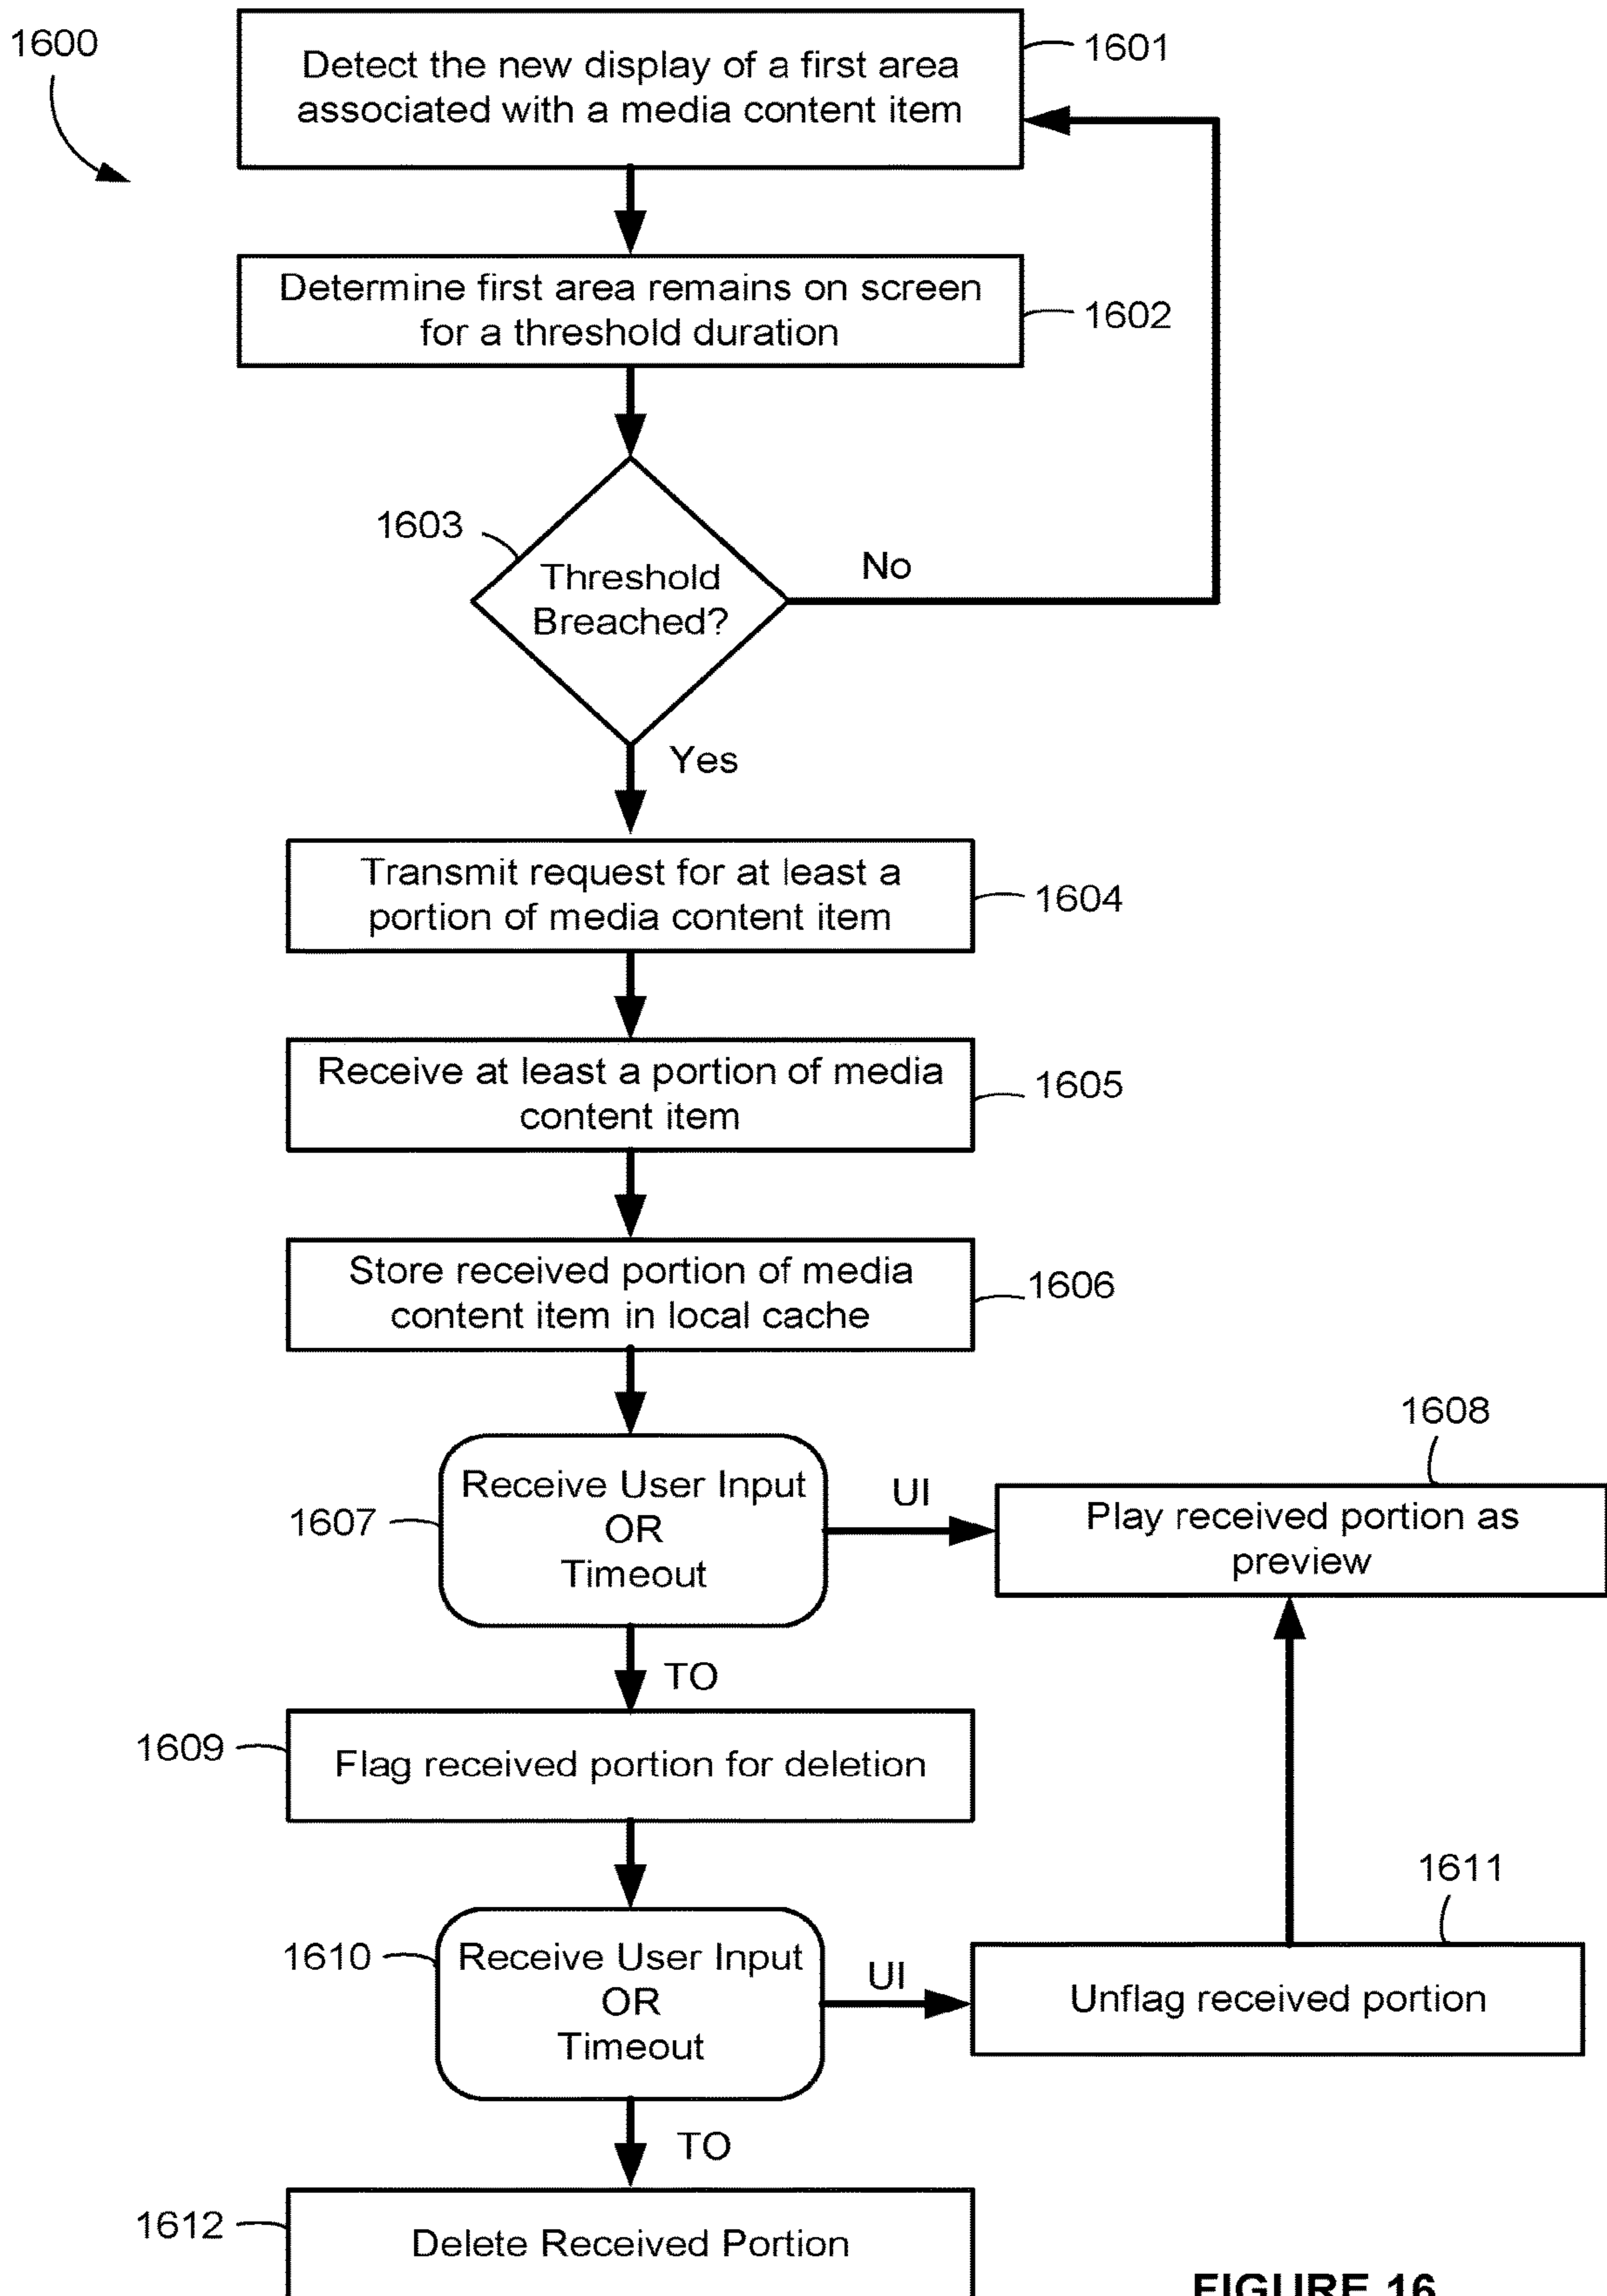 1600
Detect the new display of a first area
associated with a media content item
1601
Determine first area remains on screen
for a threshold duration
1602
1603
Threshold
Breached?
No
Yes
Transmit request for at least a
portion of media content item
1604
Receive at least a portion of media
content item
1605
Store received portion of media
content item in local cache
1606
1607
Receive User Input
OR
Timeout
UI
1608
Play received portion as
preview
TO
1609
Flag received portion for deletion
1610
Receive User Input
OR
Timeout
UI
1611
Unflag received portion
TO
1612
Delete Received Portion
FIGURE 16